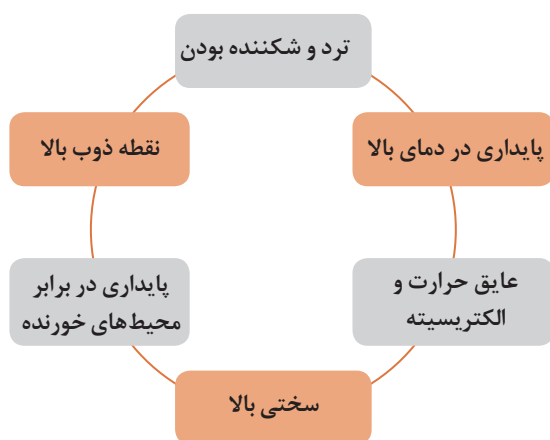 ترد و شکننده بودن
پایداری در دمای بالا
نقطه ذوب بالا
عایق حرارت و
الکتریسیته
پایداری در برابر
محیط‌های خورنده
سختی بالا